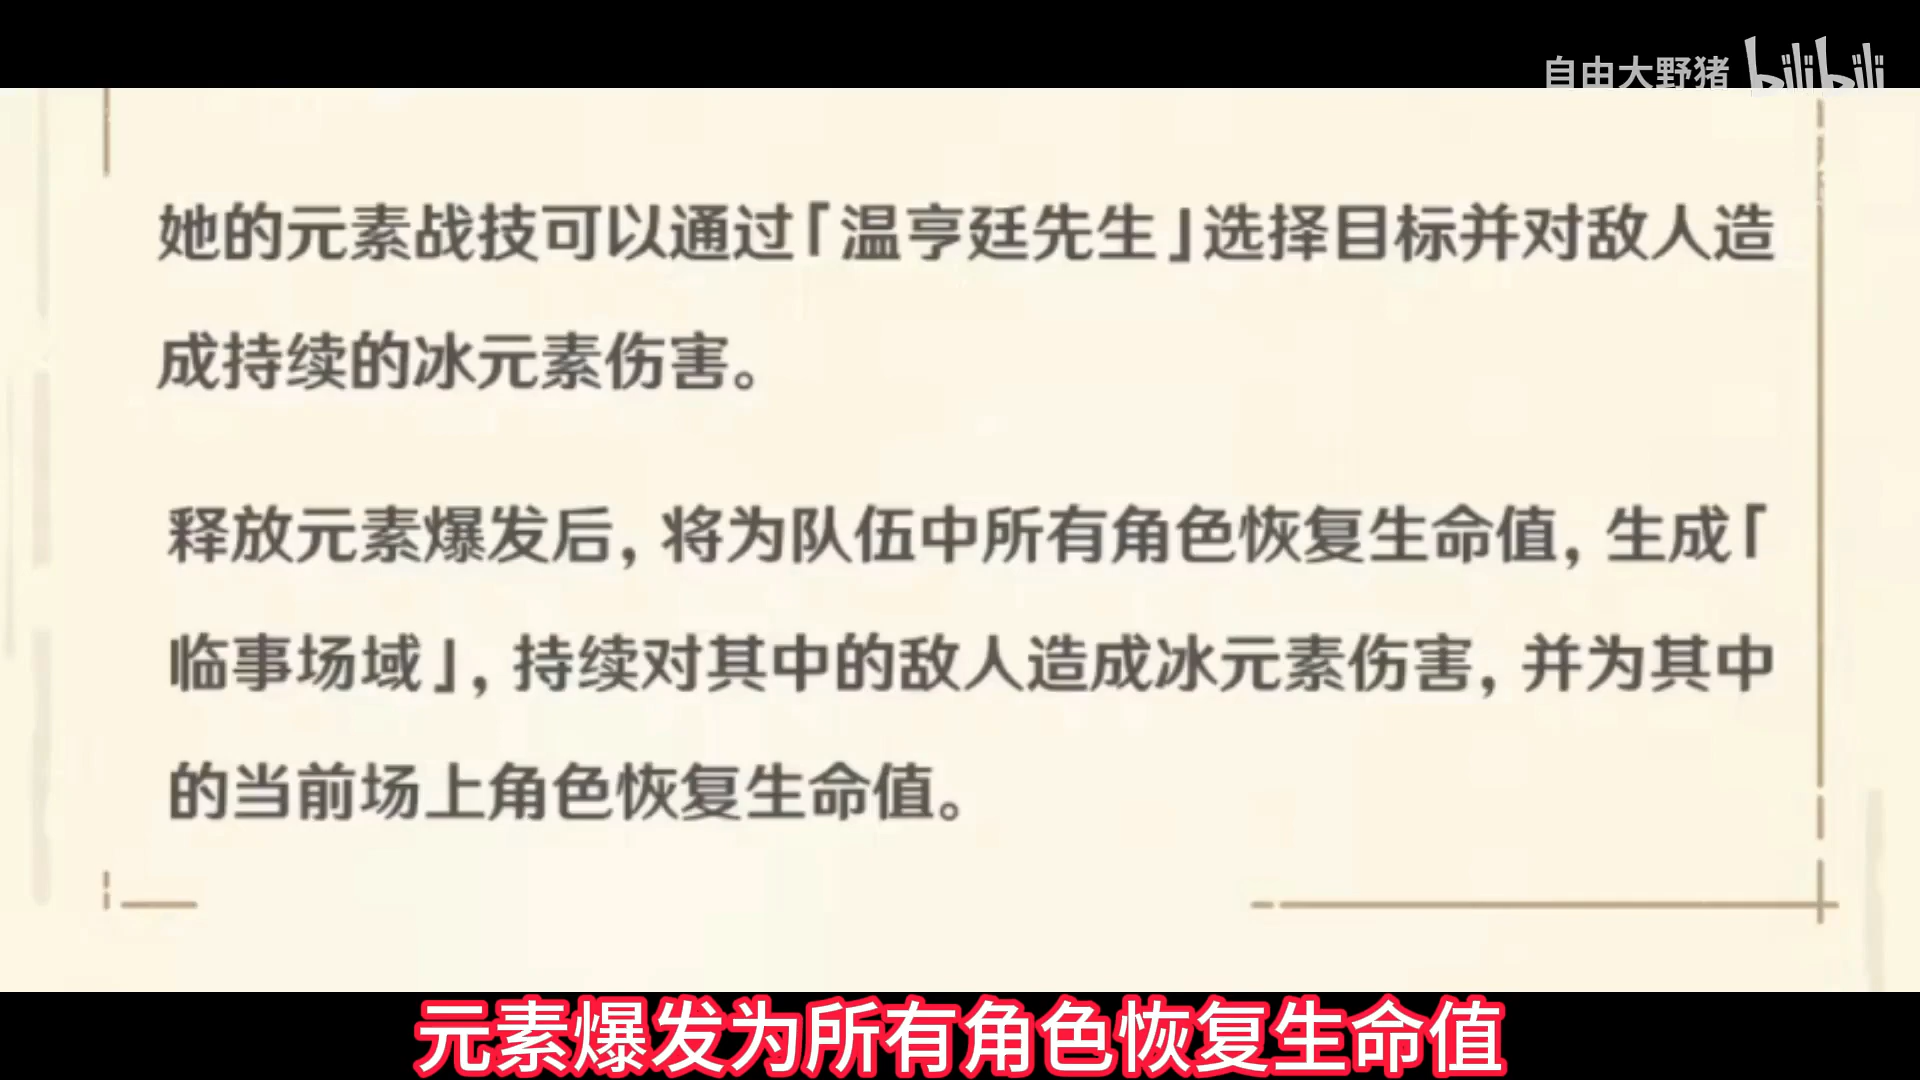 自由大野猪 bilibili
她的元素战技可以通过「温亨廷先生」选择目标并对敌人造
成持续的冰元素伤害。
释放元素爆发后，将为队伍中所有角色恢复生命值，生成「
临事场域」，持续对其中的敌人造成冰元素伤害，并为其中
的当前场上角色恢复生命值。
元素爆发为所有角色恢复生命值